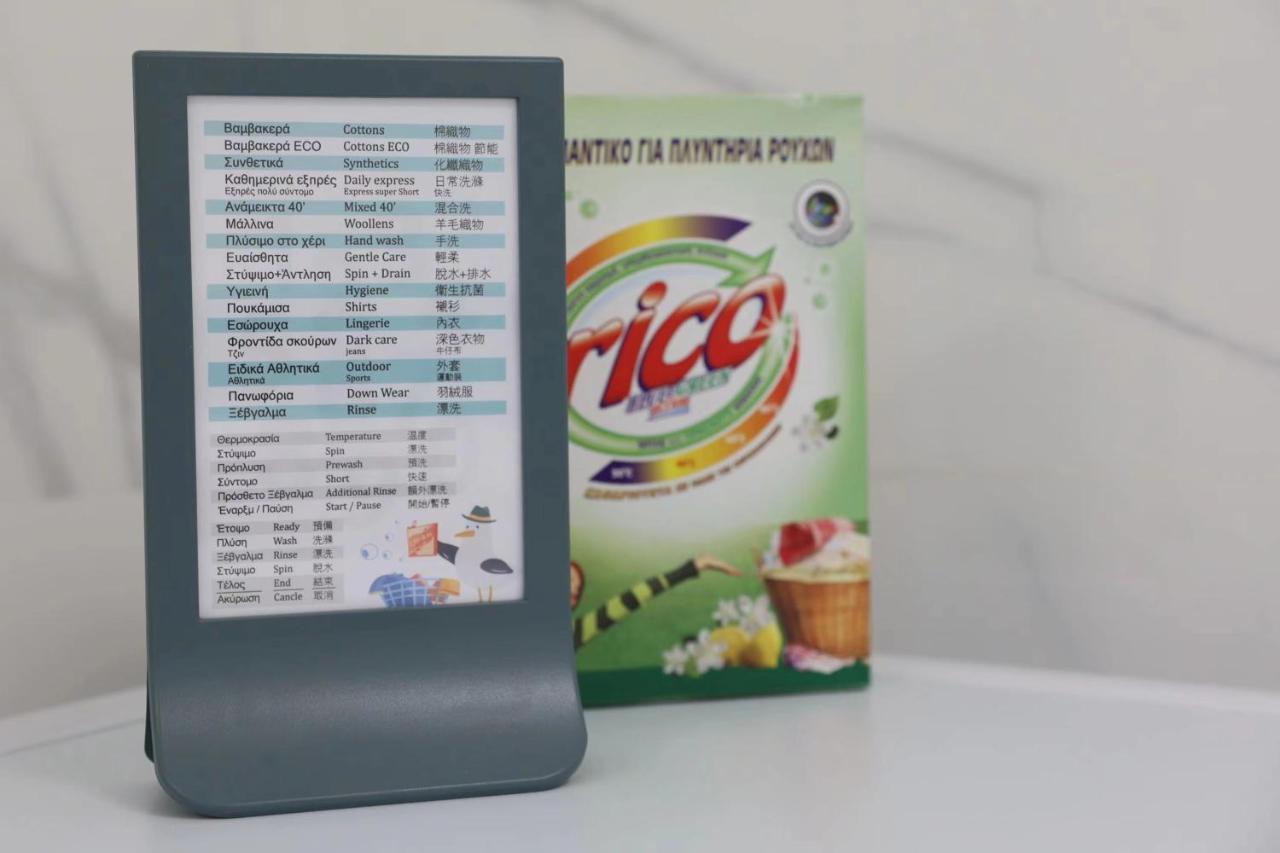 Βαμβακερά Cottons 棉織物
Βαμβακερά ECO Cottons ECO 棉織物 節能
Συνθετικά Synthetics 化纖織物
Καθημερινά εξπρές Daily express 日常洗滌
Εξπρές πολύ σύντομο Express super Short 快洗
Ανάμεικτα 40' Mixed 40' 混合洗
Μάλλινα Woollens 羊毛織物
Πλύσιμο στο χέρι Hand wash 手洗
Ευαίσθητα Gentle Care 輕柔
Στύψιμο+Άντληση Spin + Drain 脫水+排水
Υγιεινή Hygiene 衛生抗菌
Πουκάμισα Shirts 襯衫
Εσώρουχα Lingerie 內衣
Φροντίδα σκούρων Dark care 深色衣物
Τζιν jeans 牛仔布
Ειδικά Αθλητικά Outdoor 外套
Αθλητικά Sports 運動裝
Πανωφόρια Down Wear 羽絨服
Ξέβγαλμα Rinse 漂洗
Θερμοκρασία Temperature 温度
Στύψιμο Spin 漂洗
Πρόπλυση Prewash 預洗
Σύντομο Short 快速
Πρόσθετο Ξέβγαλμα Additional Rinse 額外漂洗
Έναρξμ / Παύση Start / Pause 開始/暫停
Έτοιμο Ready 預備
Πλύση Wash 洗滌
Ξέβγαλμα Rinse 漂洗
Στύψιμο Spin 脫水
Τέλος End 結束
Ακύρωση Cancle 取消
ΜΑΝΤΙΚΟ ΓΙΑ ΠΛΥΝΤΗΡΙΑ ΡΟΥΧΩΝ
rico